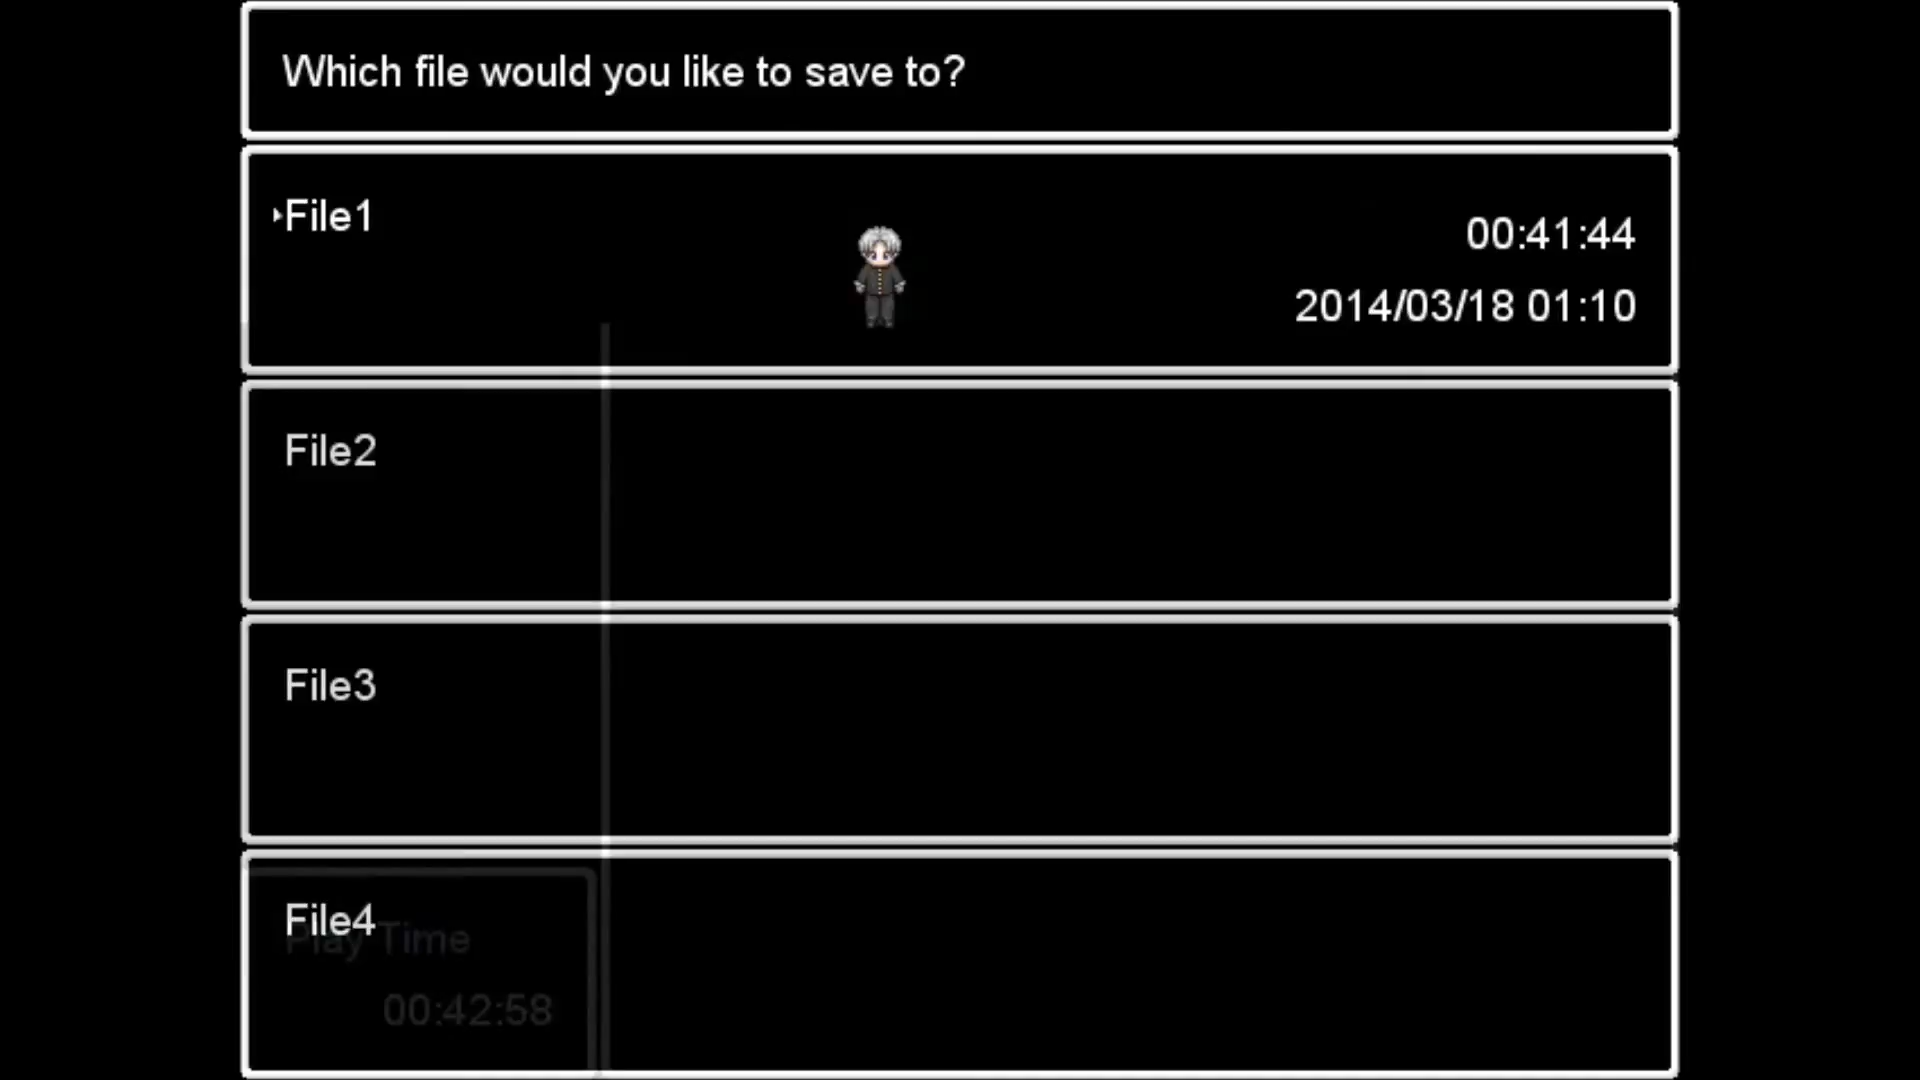 Which file would you like to save to?
File1
00:41:44
2014/03/18 01:10
File2
File3
File4
Play Time
00:42:58